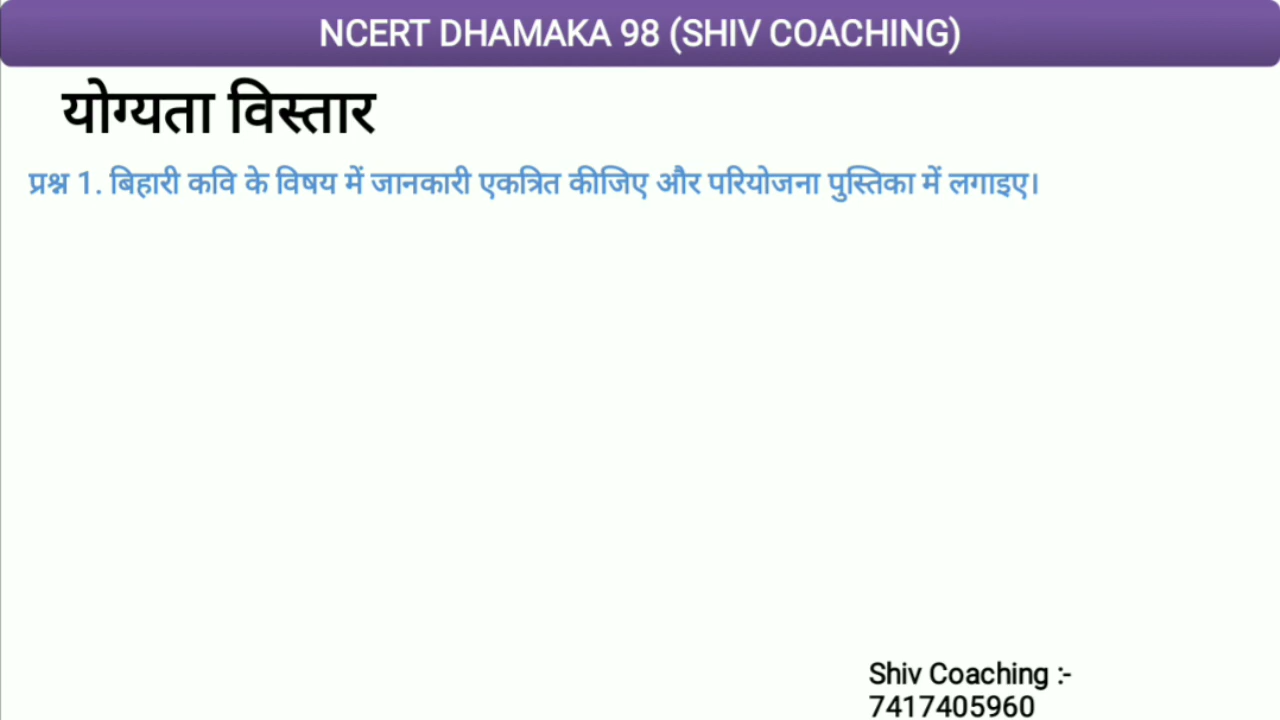 NCERT DHAMAKA 98 (SHIV COACHING)
योग्यता विस्तार
प्रश्न 1. बिहारी कवि के विषय में जानकारी एकत्रित कीजिए और परियोजना पुस्तिका में लगाइए।
Shiv Coaching :-
7417405960